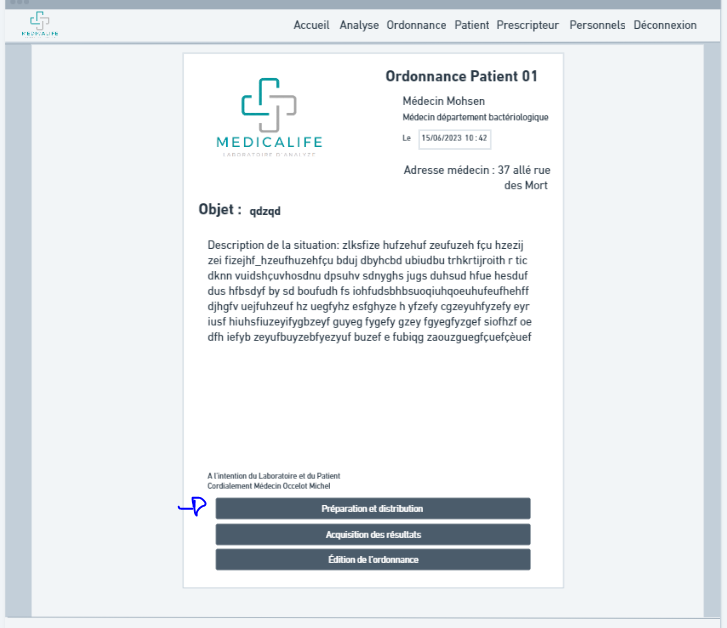 MEDICALIFE
Accueil Analyse Ordonnance Patient Prescripteur Personnels Déconnexion
MEDICALIFE
LABORATOIRE D'ANALYSE
Ordonnance Patient 01
Médecin Mohsen
Médecin département bactériologique
Le 15/06/2023 10:42
Adresse médecin : 37 allé rue
des Mort
Objet : qdzqd
Description de la situation: zlksfize hufzehuf zeufuzeh fçu hzezij
zei fizejhf_hzeufhuzehfçu bduj dbyhcbd ubiudbu trhkrtijroith r tic
dknn vuidshçuvhosdnu dpsuhv sdnyghs jugs duhsud hfue hesduf
dus hfbsdyf by sd boufudh fs iohfudsbhbsuoqiuhqoeuhufeufhehff
djhgfv uejfuhzeuf hz uegfyhz esfghyze h yfzefy cgzeyuhfyzefy eyr
iusf hiuhsfiuzeyifygbzeyf guyeg fygefy gzey fgyegfyzgef siofhzf oe
dfh iefyb zeyufbuyzebfyezyuf buzef e fubiqg zaouzguegfçuefçèuef
A l'intention du Laboratoire et du Patient
Cordialement Médecin Occelot Michel
Préparation et distribution
Acquisition des résultats
Édition de l'ordonnance